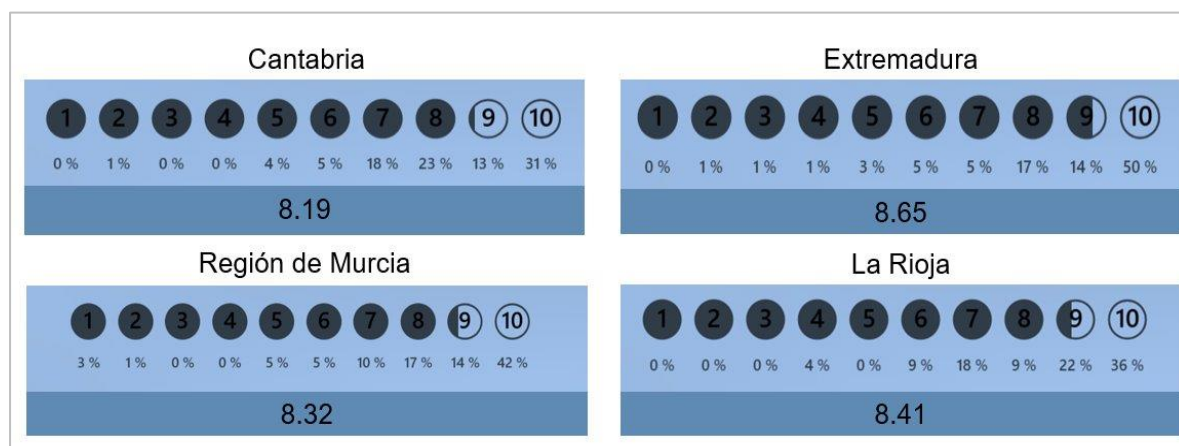 Cantabria
1 2 3 4 5 6 7 8 9 10
0 % 1 % 0 % 0 % 4 % 5 % 18 % 23 % 13 % 31 %
8.19
Extremadura
1 2 3 4 5 6 7 8 9 10
0 % 1 % 1 % 1 % 3 % 5 % 5 % 17 % 14 % 50 %
8.65
Región de Murcia
1 2 3 4 5 6 7 8 9 10
3 % 1 % 0 % 0 % 5 % 5 % 10 % 17 % 14 % 42 %
8.32
La Rioja
1 2 3 4 5 6 7 8 9 10
0 % 0 % 0 % 4 % 0 % 9 % 18 % 9 % 22 % 36 %
8.41